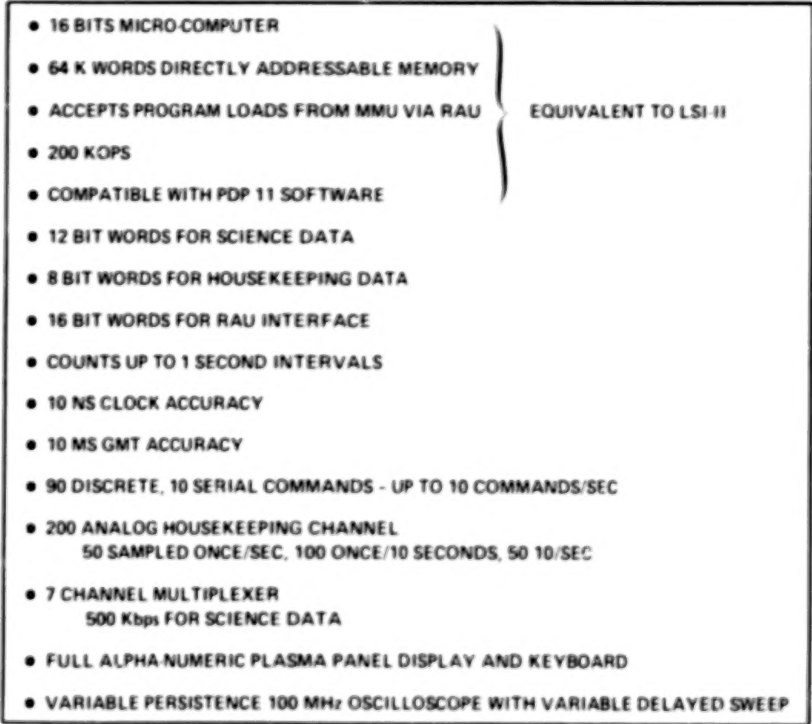 • 16 BITS MICRO-COMPUTER
• 64 K WORDS DIRECTLY ADDRESSABLE MEMORY
• ACCEPTS PROGRAM LOADS FROM MMU VIA RAU
EQUIVALENT TO LSI-II
• 200 KOPS
• COMPATIBLE WITH PDP 11 SOFTWARE
• 12 BIT WORDS FOR SCIENCE DATA
• 8 BIT WORDS FOR HOUSEKEEPING DATA
• 16 BIT WORDS FOR RAU INTERFACE
• COUNTS UP TO 1 SECOND INTERVALS
• 10 NS CLOCK ACCURACY
• 10 MS GMT ACCURACY
• 90 DISCRETE, 10 SERIAL COMMANDS - UP TO 10 COMMANDS/SEC
• 200 ANALOG HOUSEKEEPING CHANNEL
50 SAMPLED ONCE/SEC, 100 ONCE/10 SECONDS, 50 10/SEC
• 7 CHANNEL MULTIPLEXER
500 Kbps FOR SCIENCE DATA
• FULL ALPHA-NUMERIC PLASMA PANEL DISPLAY AND KEYBOARD
• VARIABLE PERSISTENCE 100 MHz OSCILLOSCOPE WITH VARIABLE DELAYED SWEEP